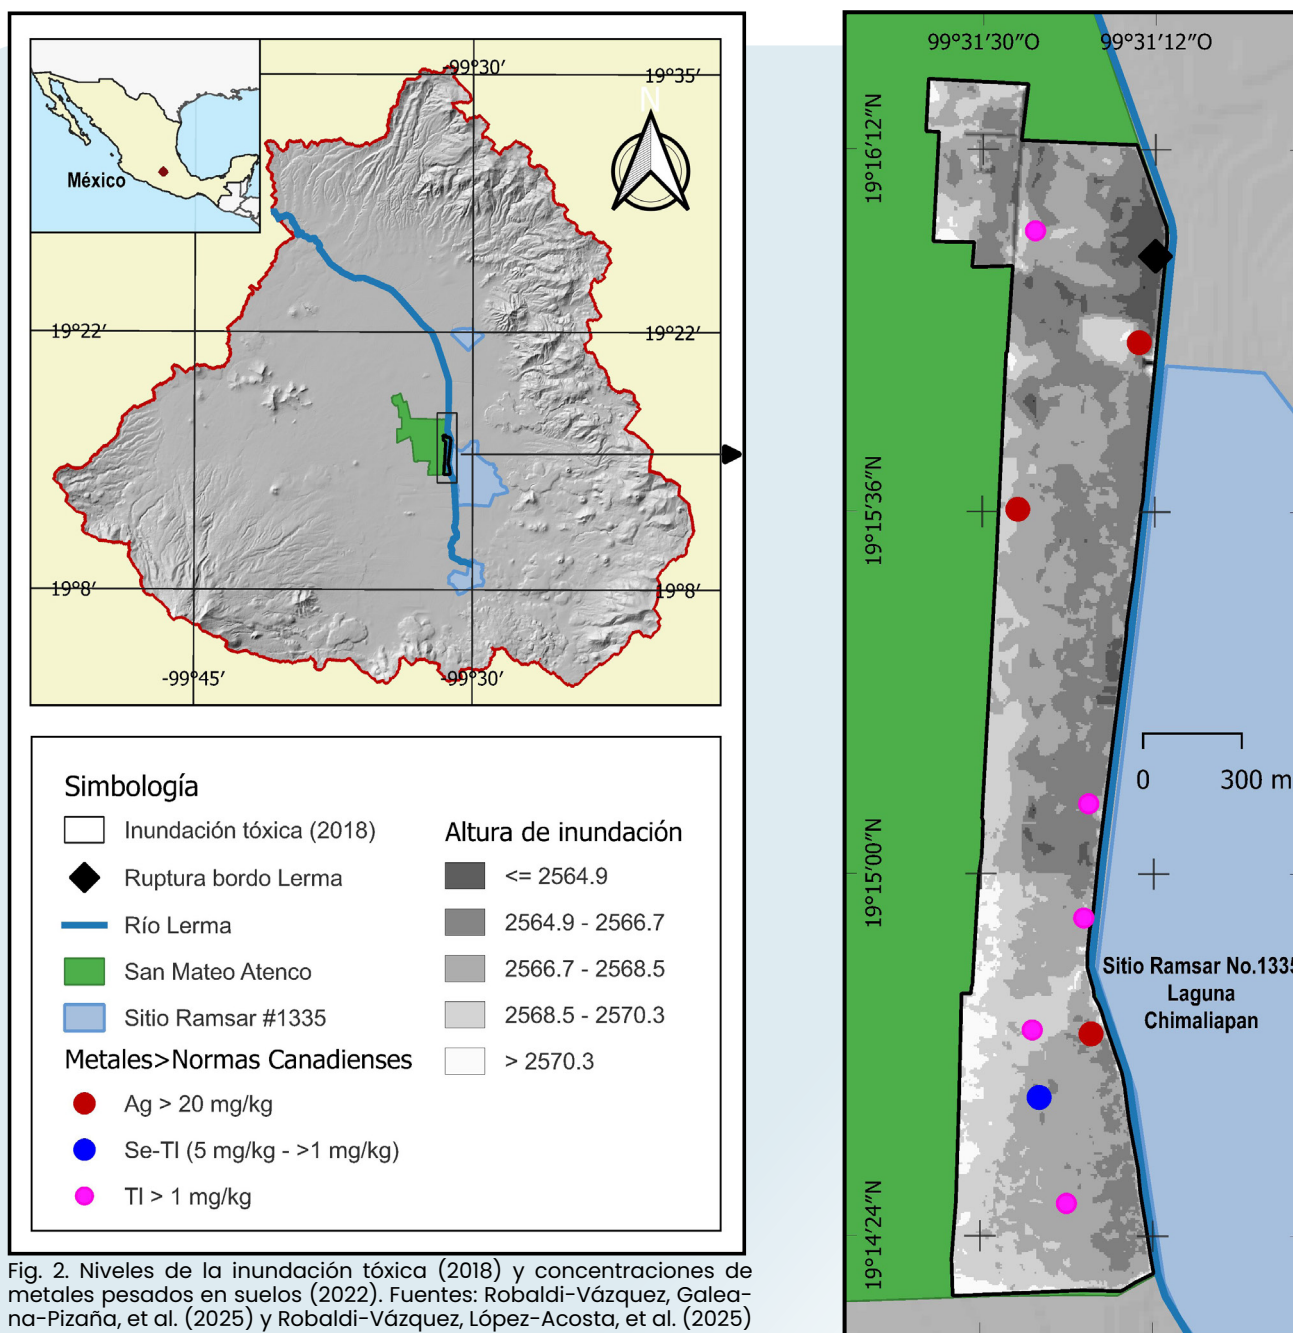 -99°30′
19°35′
N
México
19°22′
19°22′
19°8′
19°8′
-99°45′
-99°30′
Simbología
Inundación tóxica (2018)
Ruptura bordo Lerma
Río Lerma
San Mateo Atenco
Sitio Ramsar #1335
Metales>Normas Canadienses
Ag > 20 mg/kg
Se-Tl (5 mg/kg - >1 mg/kg)
Tl > 1 mg/kg
Altura de inundación
<= 2564.9
2564.9 - 2566.7
2566.7 - 2568.5
2568.5 - 2570.3
> 2570.3
Fig. 2. Niveles de la inundación tóxica (2018) y concentraciones de
metales pesados en suelos (2022). Fuentes: Robaldi-Vázquez, Galea-
na-Pizaña, et al. (2025) y Robaldi-Vázquez, López-Acosta, et al. (2025)
99°31′30″O
99°31′12″O
19°16′12″N
19°15′36″N
19°15′00″N
19°14′24″N
0
300 m
Sitio Ramsar No.1335
Laguna
Chimaliapan